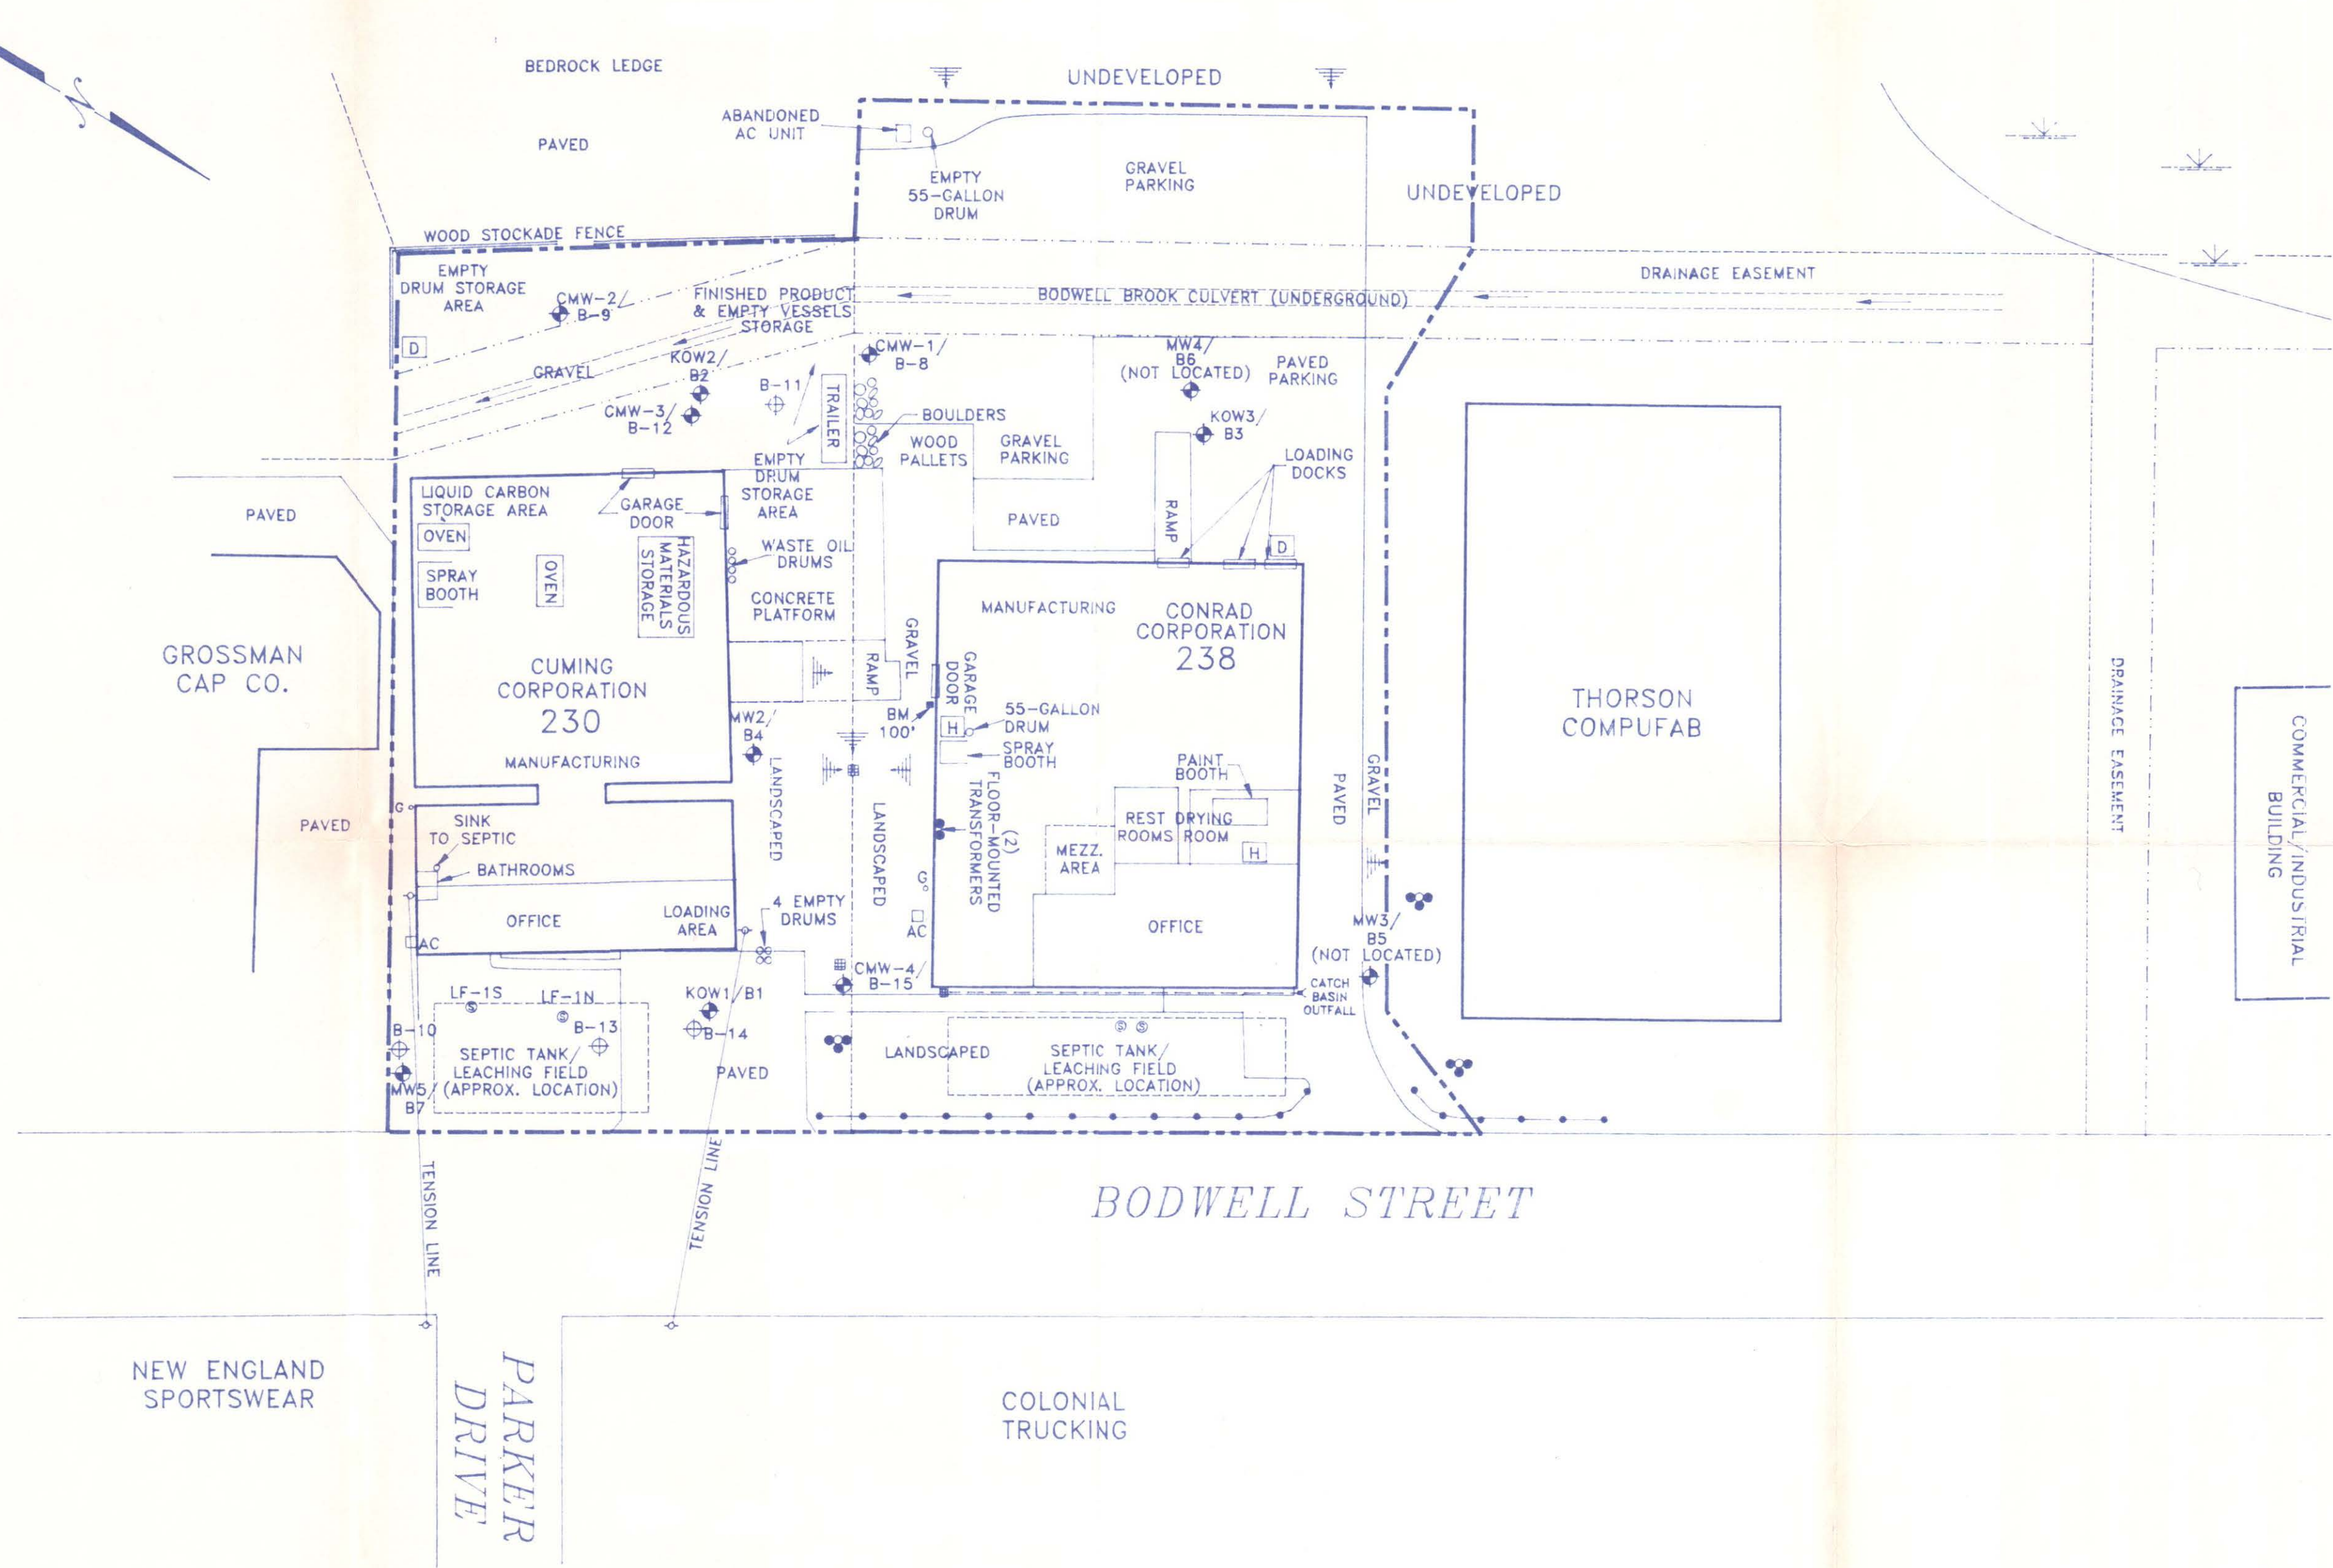 N
BEDROCK LEDGE
PAVED
ABANDONED
AC UNIT
UNDEVELOPED
EMPTY
55-GALLON
DRUM
GRAVEL
PARKING
UNDEVELOPED
WOOD STOCKADE FENCE
EMPTY
DRUM STORAGE
AREA
D
CMW-2/
B-9
FINISHED PRODUCT
& EMPTY VESSELS
STORAGE
BODWELL BROOK CULVERT (UNDERGROUND)
DRAINAGE EASEMENT
GRAVEL
KOW2/
B2
CMW-3/
B-12
B-11
TRAILER
CMW-1/
B-8
BOULDERS
MW4/
B6
(NOT LOCATED)
PAVED
PARKING
KOW3/
B3
WOOD
PALLETS
GRAVEL
PARKING
LOADING
DOCKS
PAVED
RAMP
D
PAVED
LIQUID CARBON
STORAGE AREA
OVEN
SPRAY
BOOTH
OVEN
GARAGE
DOOR
HAZARDOUS
MATERIALS
STORAGE
EMPTY
DRUM
STORAGE
AREA
WASTE OIL
DRUMS
CONCRETE
PLATFORM
GRAVEL
RAMP
GROSSMAN
CAP CO.
CUMING
CORPORATION
230
MANUFACTURING
MANUFACTURING
CONRAD
CORPORATION
238
GARAGE
DOOR
BM
100'
H
55-GALLON
DRUM
SPRAY
BOOTH
MW2/
B4
LANDSCAPED
LANDSCAPED
(2)
FLOOR-MOUNTED
TRANSFORMERS
PAINT
BOOTH
REST
ROOMS
DRYING
ROOM
MEZZ.
AREA
H
OFFICE
PAVED
GRAVEL
THORSON
COMPUFAB
DRAINAGE EASEMENT
COMMERCIAL/INDUSTRIAL
BUILDING
PAVED
G
SINK
TO SEPTIC
BATHROOMS
OFFICE
LOADING
AREA
AC
4 EMPTY
DRUMS
G
AC
CMW-4/
B-15
MW3/
B5
(NOT LOCATED)
CATCH
BASIN
OUTFALL
LF-1S
S
LF-1N
S
KOW1/B1
B-14
B-10
B-13
SEPTIC TANK/
LEACHING FIELD
(APPROX. LOCATION)
MW5/
B7
PAVED
LANDSCAPED
S
S
SEPTIC TANK/
LEACHING FIELD
(APPROX. LOCATION)
TENSION LINE
TENSION LINE
BODWELL STREET
NEW ENGLAND
SPORTSWEAR
PARKER
DRIVE
COLONIAL
TRUCKING